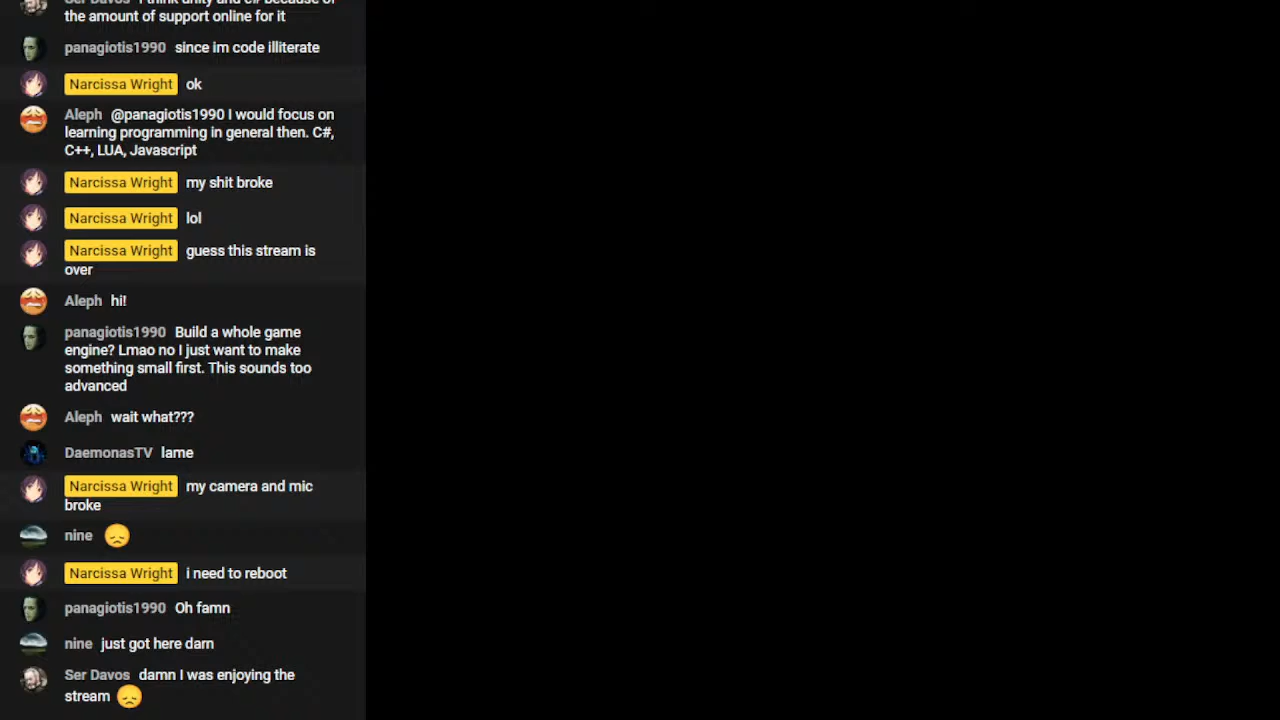 Ser Davos I think unity and c# because of
the amount of support online for it
panagiotis1990 since im code illiterate
Narcissa Wright ok
Aleph @panagiotis1990 I would focus on
learning programming in general then. C#,
C++, LUA, Javascript
Narcissa Wright my shit broke
Narcissa Wright lol
Narcissa Wright guess this stream is
over
Aleph hi!
panagiotis1990 Build a whole game
engine? Lmao no I just want to make
something small first. This sounds too
advanced
Aleph wait what???
DaemonasTV lame
Narcissa Wright my camera and mic
broke
nine 😞
Narcissa Wright i need to reboot
panagiotis1990 Oh famn
nine just got here darn
Ser Davos damn I was enjoying the
stream 😞